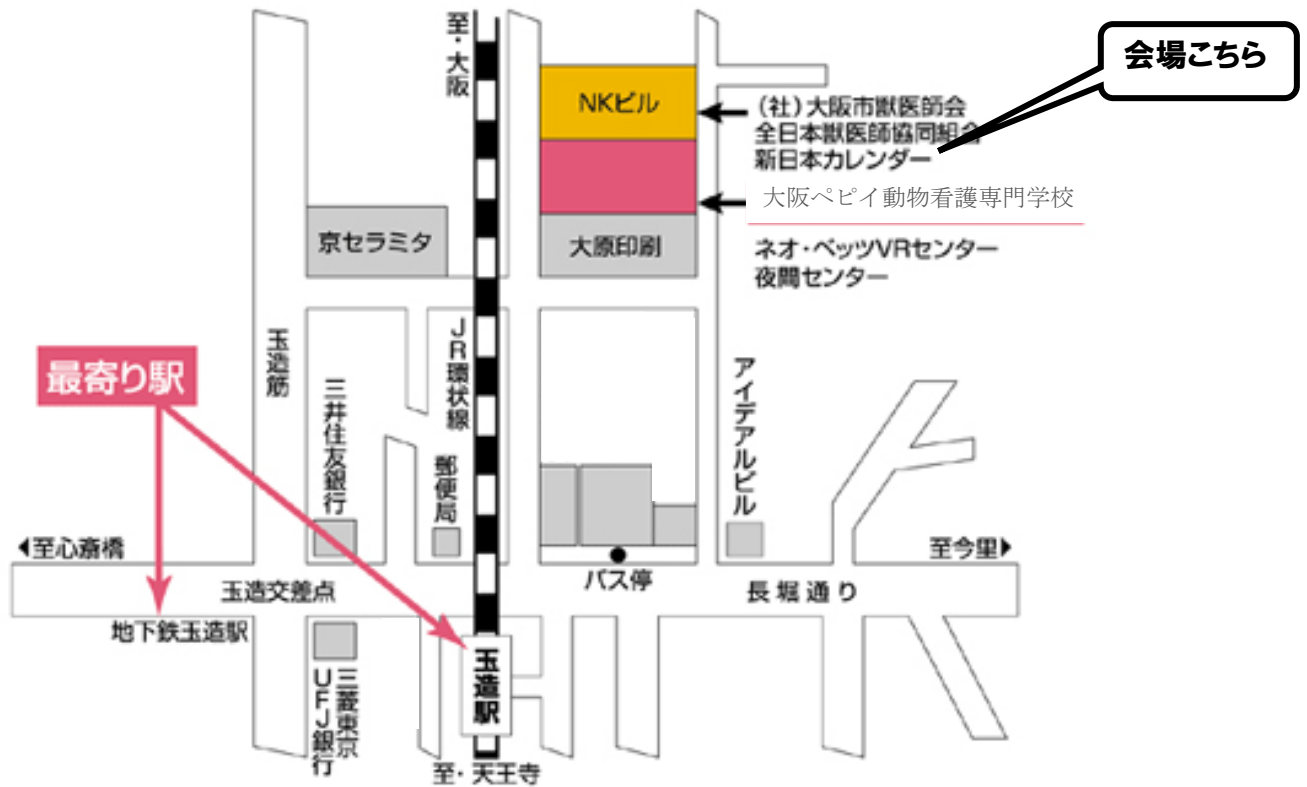 至・大阪
会場こちら
NKビル
(社)大阪市獣医師会
全日本獣医師協同組合
新日本カレンダー
大阪ペピイ動物看護専門学校
京セラミタ
大原印刷
ネオ・ベッツVRセンター
夜間センター
玉造筋
JR環状線
最寄り駅
三井住友銀行
郵便局
アイデアルビル
◀至心斎橋
至今里▶
バス停
玉造交差点
長堀通り
地下鉄玉造駅
玉造駅
三菱東京
UFJ銀行
至・天王寺